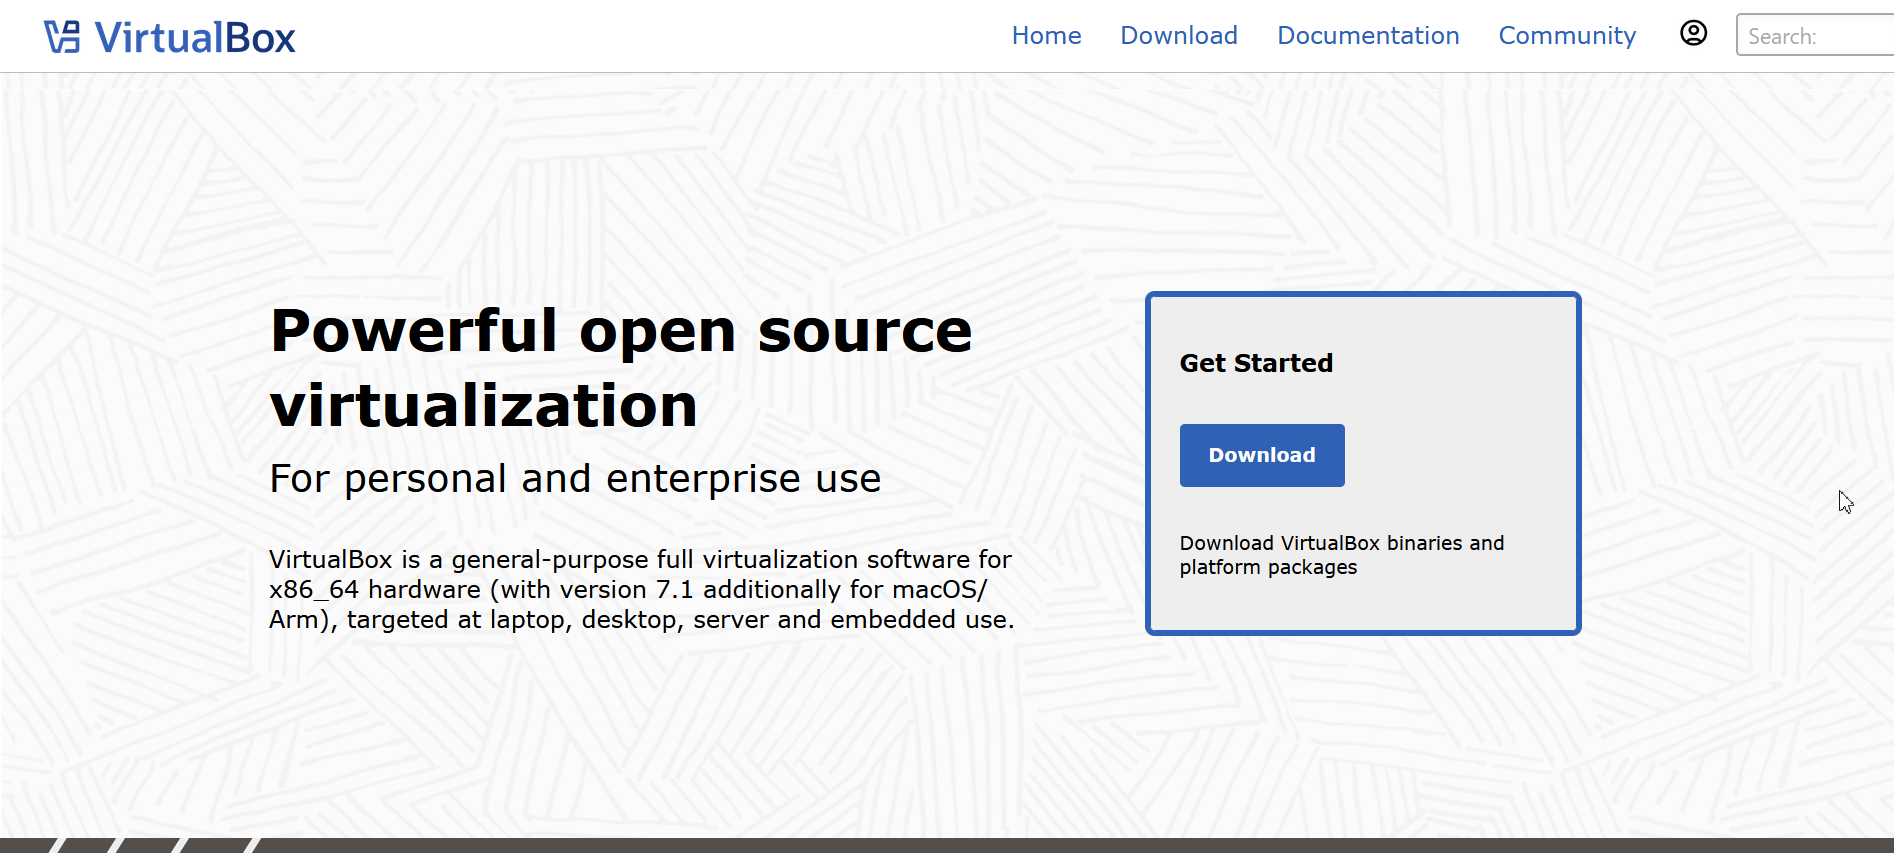 VirtualBox
Home
Download
Documentation
Community
Search:
Powerful open source
virtualization
For personal and enterprise use
VirtualBox is a general-purpose full virtualization software for
x86_64 hardware (with version 7.1 additionally for macOS/
Arm), targeted at laptop, desktop, server and embedded use.
Get Started
Download
Download VirtualBox binaries and
platform packages